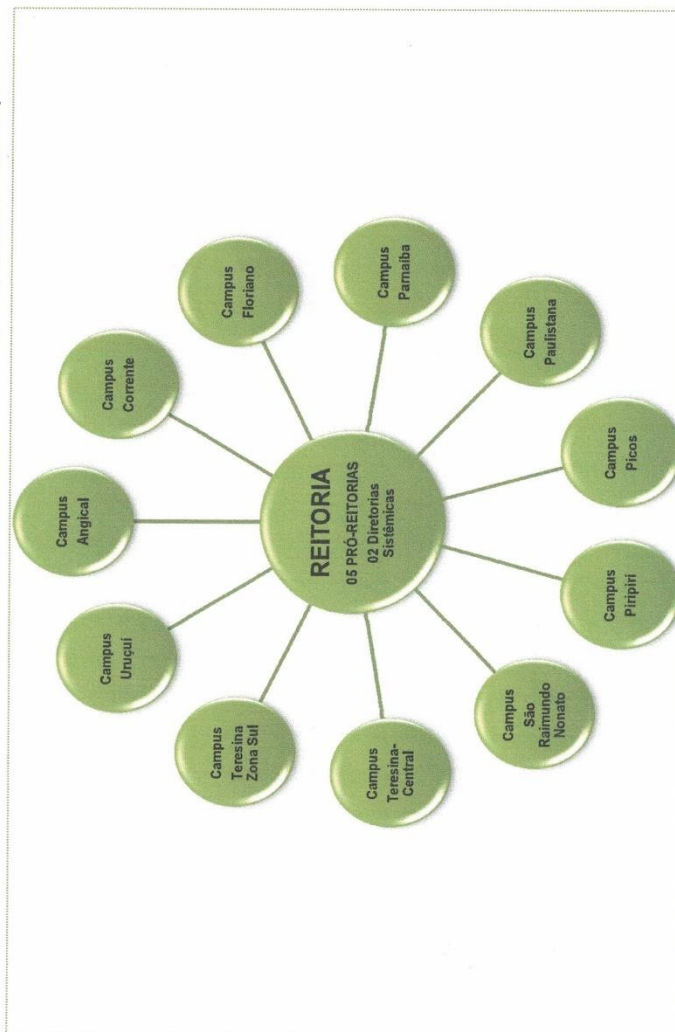 REITORIA
05 PRÓ-REITORIAS
02 Diretorias
Sistêmicas
Campus
Angical
Campus
Corrente
Campus
Floriano
Campus
Parnaíba
Campus
Paulistana
Campus
Picos
Campus
Piripiri
Campus
São
Raimundo
Nonato
Campus
Teresina-
Central
Campus
Teresina
Zona Sul
Campus
Uruçuí